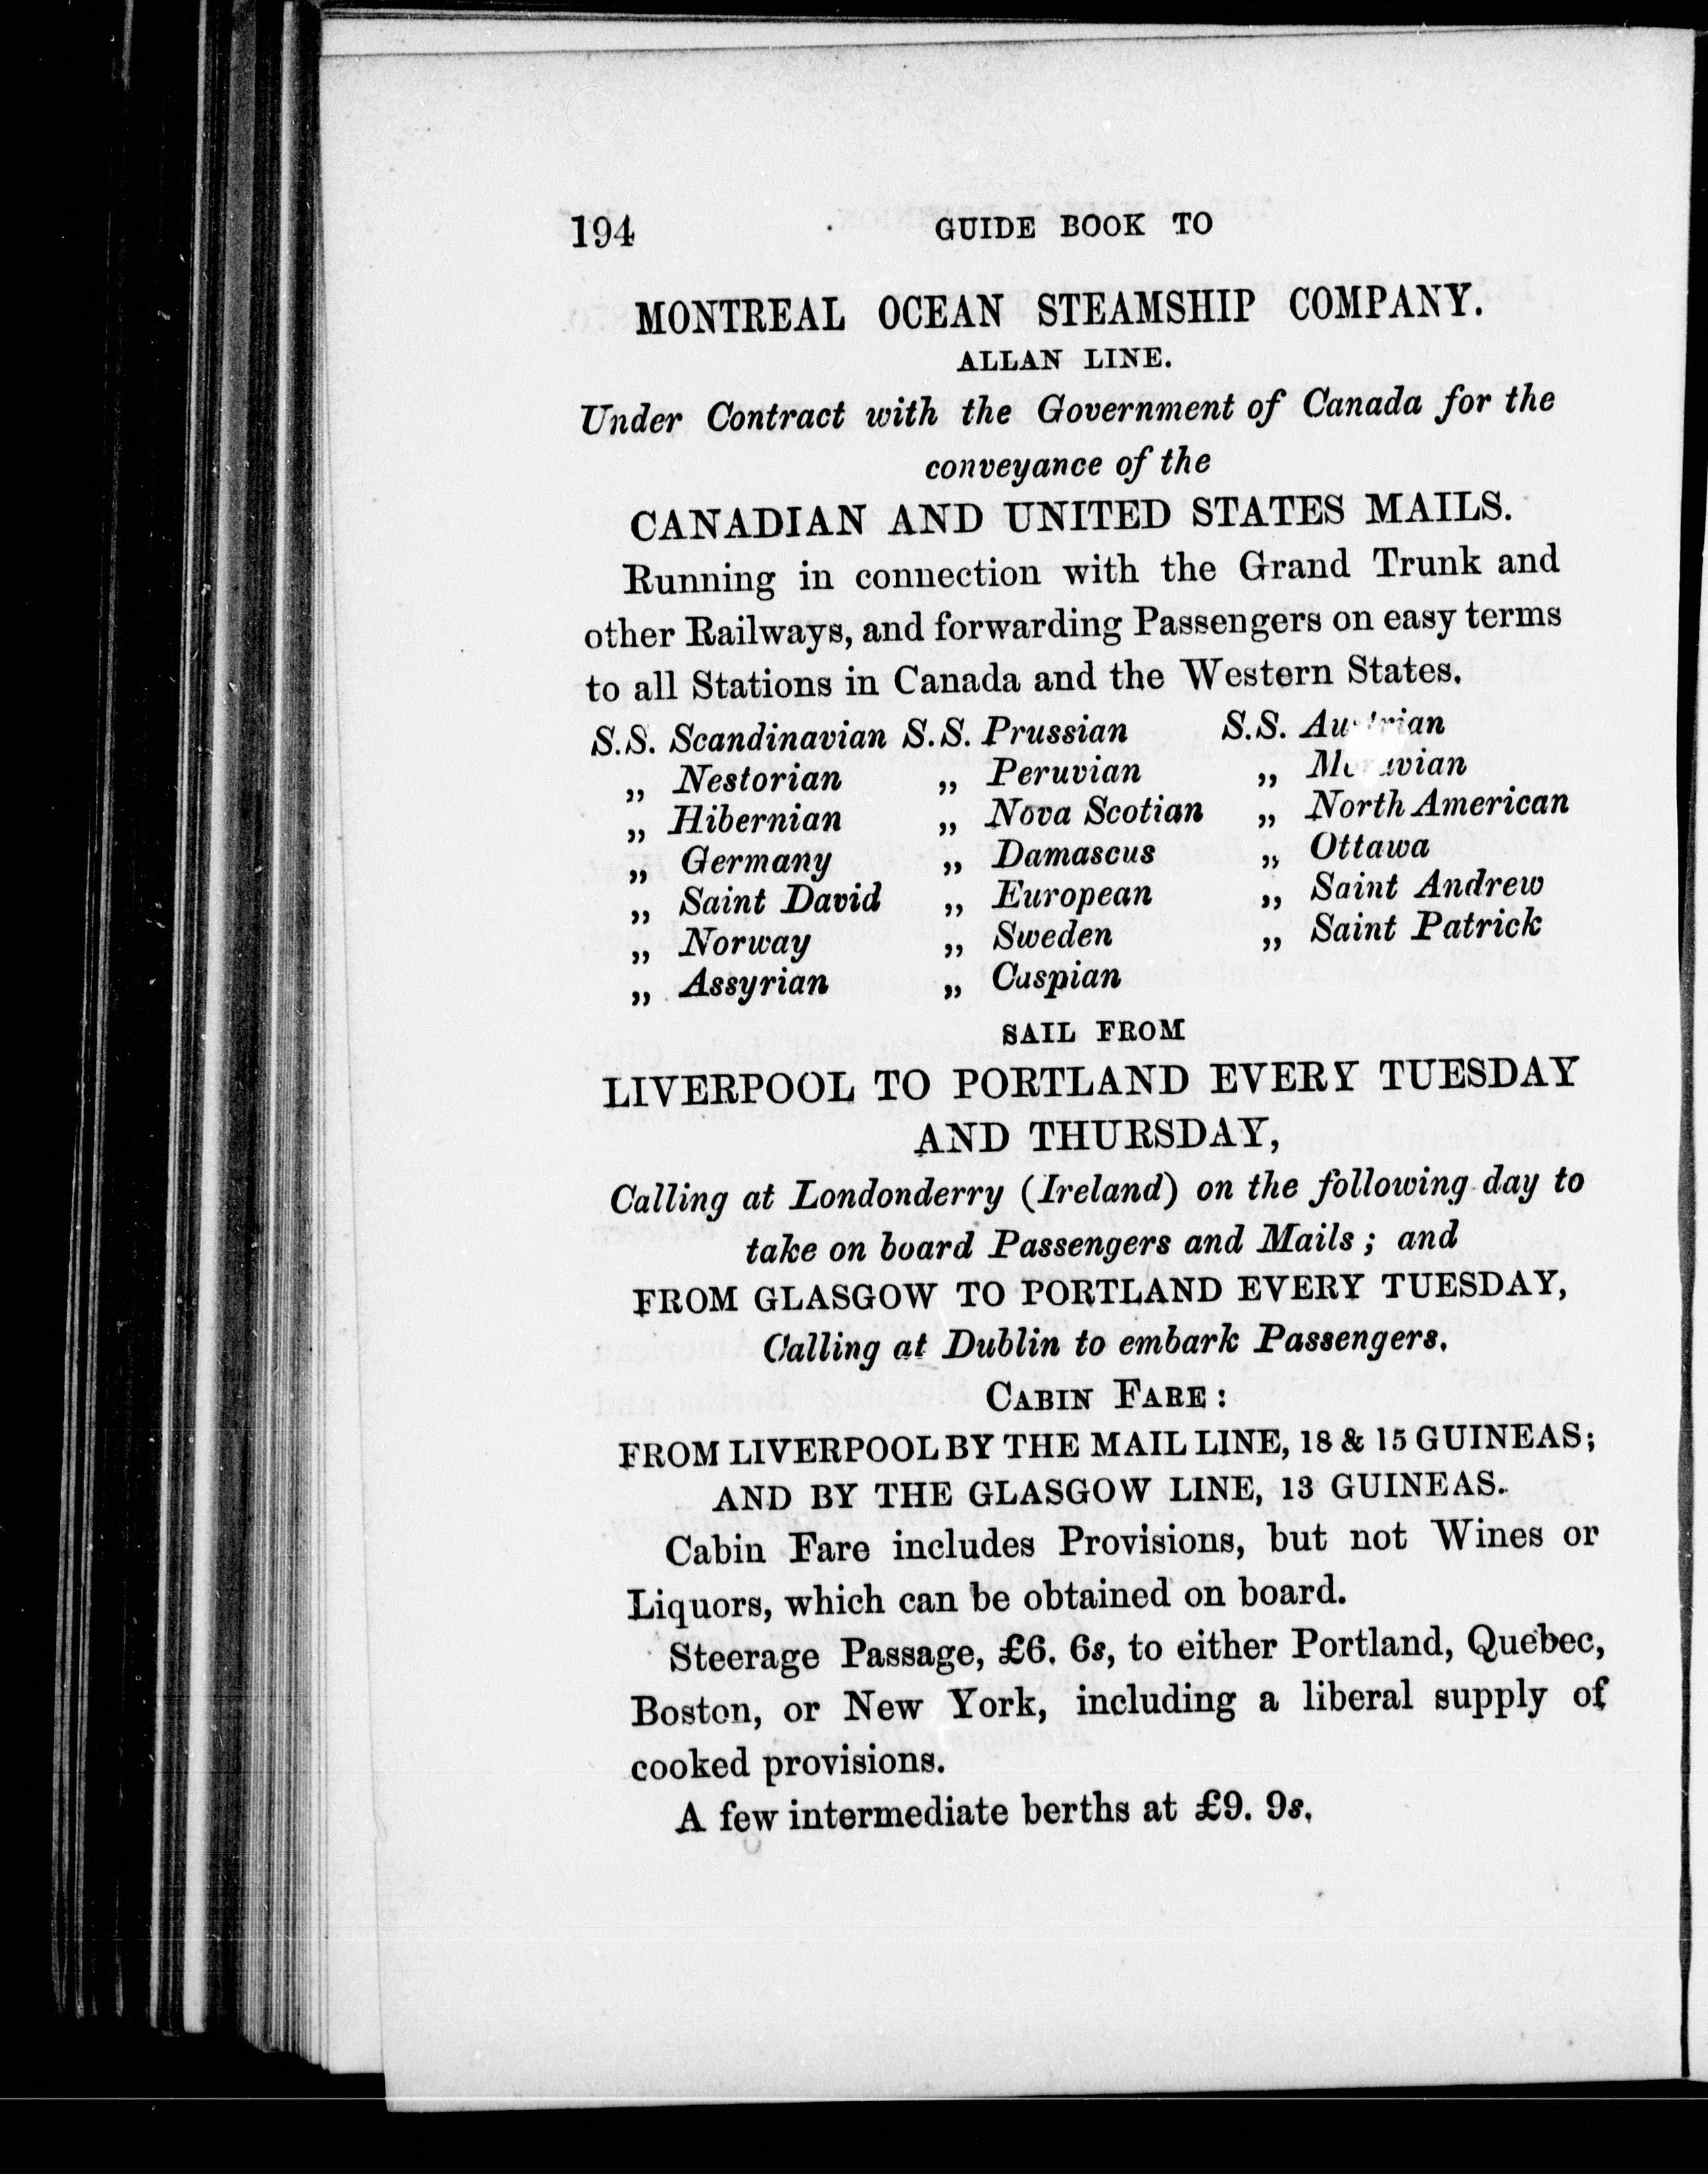 194 GUIDE BOOK TO
MONTREAL OCEAN STEAMSHIP COMPANY.
ALLAN LINE.
Under Contract with the Government of Canada for the
conveyance of the
CANADIAN AND UNITED STATES MAILS.
Running in connection with the Grand Trunk and
other Railways, and forwarding Passengers on easy terms
to all Stations in Canada and the Western States.
S.S. Scandinavian S.S. Prussian S.S. Austrian
„ Nestorian „ Peruvian „ Moravian
„ Hibernian „ Nova Scotian „ North American
„ Germany „ Damascus „ Ottawa
„ Saint David „ European „ Saint Andrew
„ Norway „ Sweden „ Saint Patrick
„ Assyrian „ Caspian
SAIL FROM
LIVERPOOL TO PORTLAND EVERY TUESDAY
AND THURSDAY,
Calling at Londonderry (Ireland) on the following day to
take on board Passengers and Mails; and
FROM GLASGOW TO PORTLAND EVERY TUESDAY,
Calling at Dublin to embark Passengers.
CABIN FARE:
FROM LIVERPOOL BY THE MAIL LINE, 18 & 15 GUINEAS;
AND BY THE GLASGOW LINE, 13 GUINEAS.
Cabin Fare includes Provisions, but not Wines or
Liquors, which can be obtained on board.
Steerage Passage, £6. 6s, to either Portland, Quebec,
Boston, or New York, including a liberal supply of
cooked provisions.
A few intermediate berths at £9. 9s.